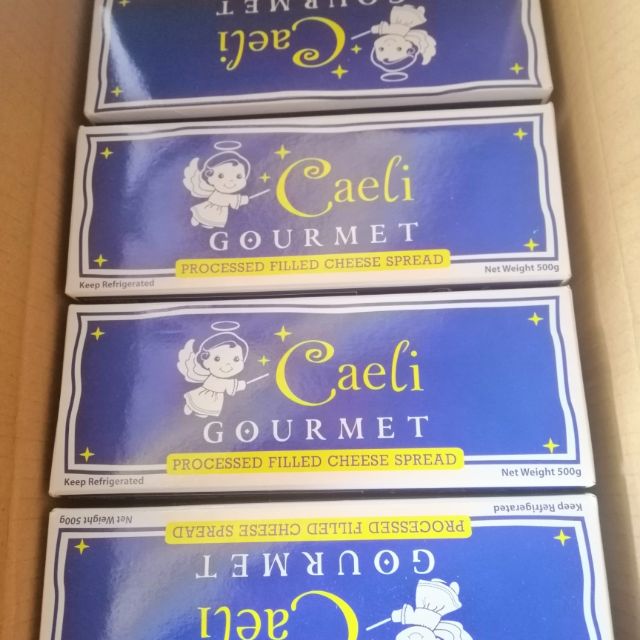 GOURMET
Caeli
Caeli
GOURMET
PROCESSED FILLED CHEESE SPREAD
Keep Refrigerated
Net Weight 500g
Caeli
GOURMET
PROCESSED FILLED CHEESE SPREAD
Keep Refrigerated
Net Weight 500g
Keep Refrigerated
Net Weight 500g
PROCESSED FILLED CHEESE SPREAD
GOURMET
Caeli